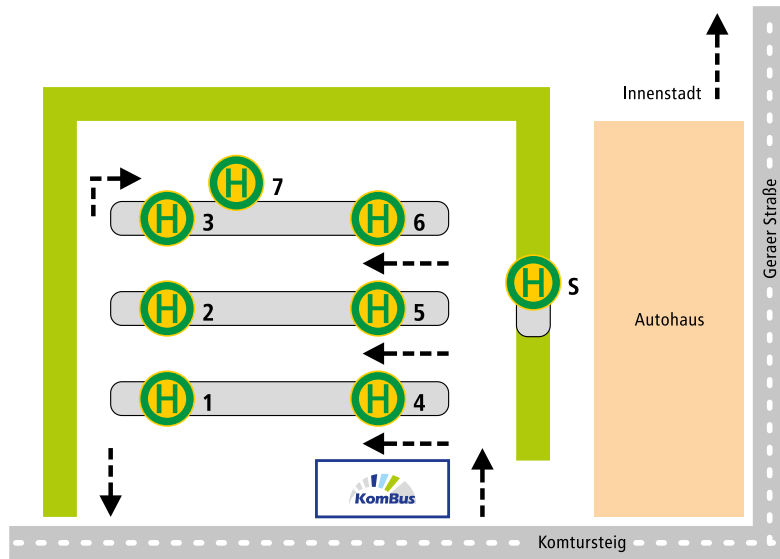 Innenstadt
H 7
H 3
H 6
Geraer Straße
H S
H 2
H 5
Autohaus
H 1
H 4
KomBus
Komtursteig